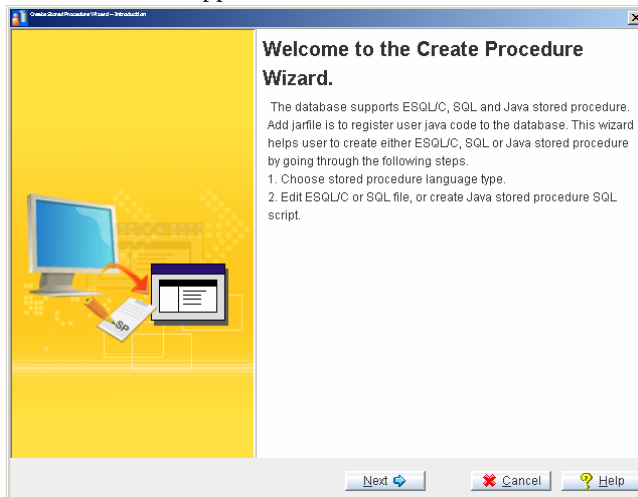 Create Stored Procedure Wizard -- Introduction
Welcome to the Create Procedure
Wizard.
The database supports ESQL/C, SQL and Java stored procedure.
Add jarfile is to register user java code to the database. This wizard
helps user to create either ESQL/C, SQL or Java stored procedure
by going through the following steps.
1. Choose stored procedure language type.
2. Edit ESQL/C or SQL file, or create Java stored procedure SQL
script.
SP
Next
Cancel
Help